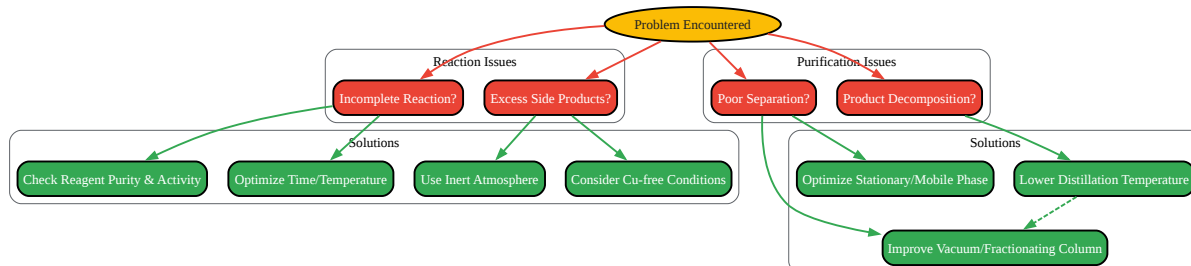 Problem Encountered
Reaction Issues
Purification Issues
Incomplete Reaction?
Excess Side Products?
Poor Separation?
Product Decomposition?
Solutions
Solutions
Check Reagent Purity & Activity
Optimize Time/Temperature
Use Inert Atmosphere
Consider Cu-free Conditions
Optimize Stationary/Mobile Phase
Lower Distillation Temperature
Improve Vacuum/Fractionating Column